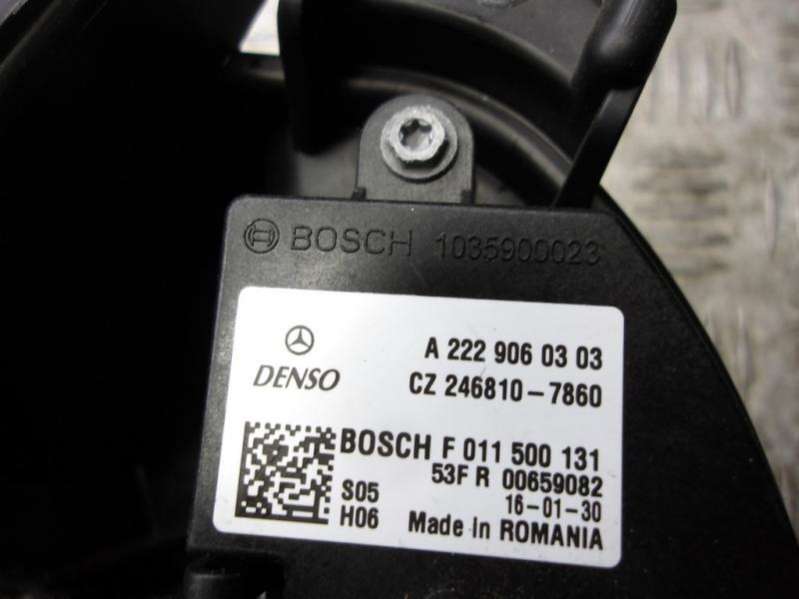 BOSCH 1035900023
A 222 906 03 03
DENSO CZ 246810-7860
BOSCH F 011 500 131
53F R 00659082
S05 16-01-30
H06 Made in ROMANIA